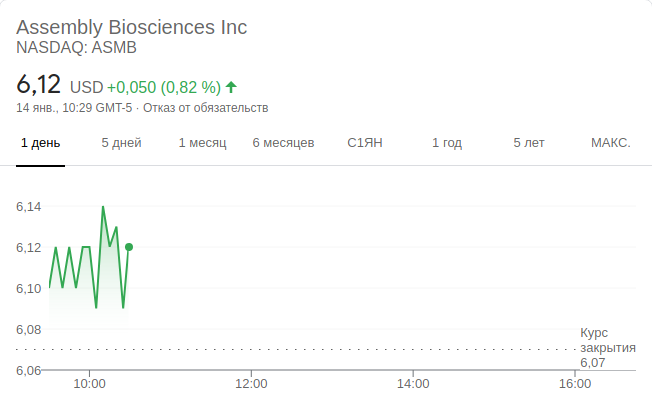 Assembly Biosciences Inc
NASDAQ: ASMB
6,12 USD +0,050 (0,82 %)
14 янв., 10:29 GMT-5 · Отказ от обязательств
1 день 5 дней 1 месяц 6 месяцев С1ЯН 1 год 5 лет МАКС.
6,14
6,12
6,10
6,08
Курс
закрытия
6,07
6,06
10:00 12:00 14:00 16:00